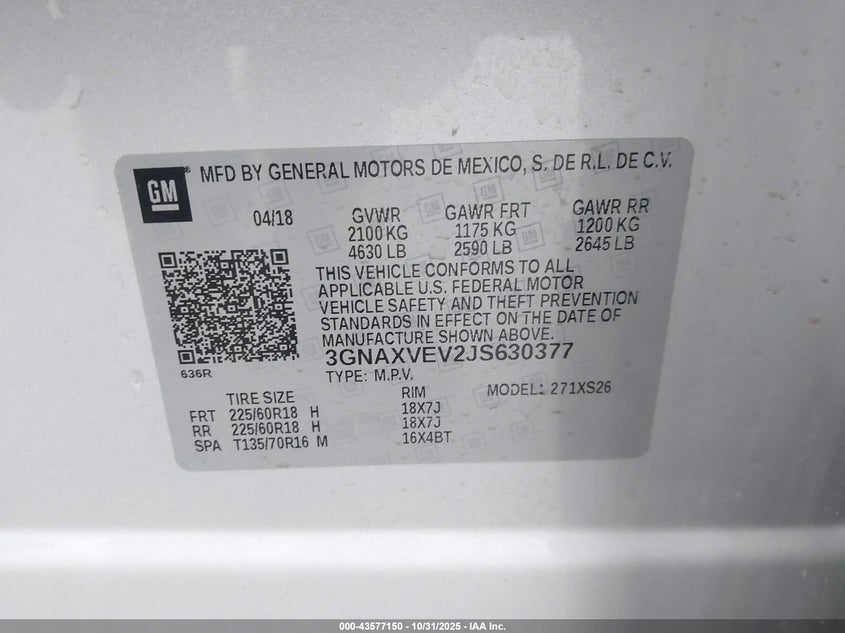 GM
MFD BY GENERAL MOTORS DE MEXICO, S. DE R.L. DE C.V.
04/18 GVWR GAWR FRT GAWR RR
2100 KG 1175 KG 1200 KG
4630 LB 2590 LB 2645 LB
THIS VEHICLE CONFORMS TO ALL
APPLICABLE U.S. FEDERAL MOTOR
VEHICLE SAFETY AND THEFT PREVENTION
STANDARDS IN EFFECT ON THE DATE OF
MANUFACTURE SHOWN ABOVE.
3GNAXVEV2JS630377
636R
TYPE: M.P.V.
TIRE SIZE RIM MODEL: 271XS26
FRT 225/60R18 H 18X7J
RR 225/60R18 H 18X7J
SPA T135/70R16 M 16X4BT
000-43577150 - 10/31/2025 - IAA Inc.